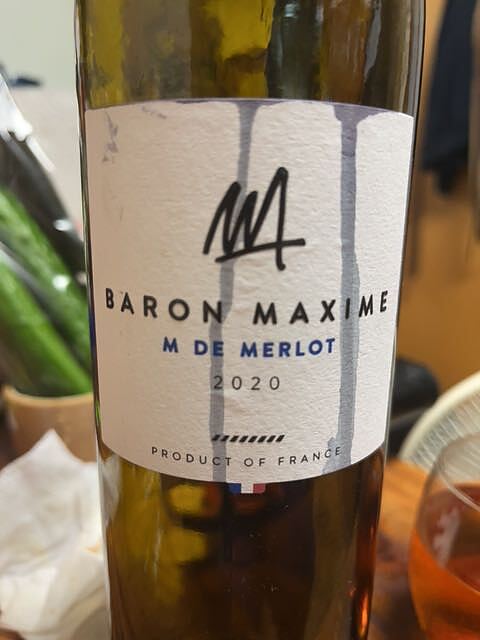 M
BARON MAXIME
M DE MERLOT
2020
PRODUCT OF FRANCE